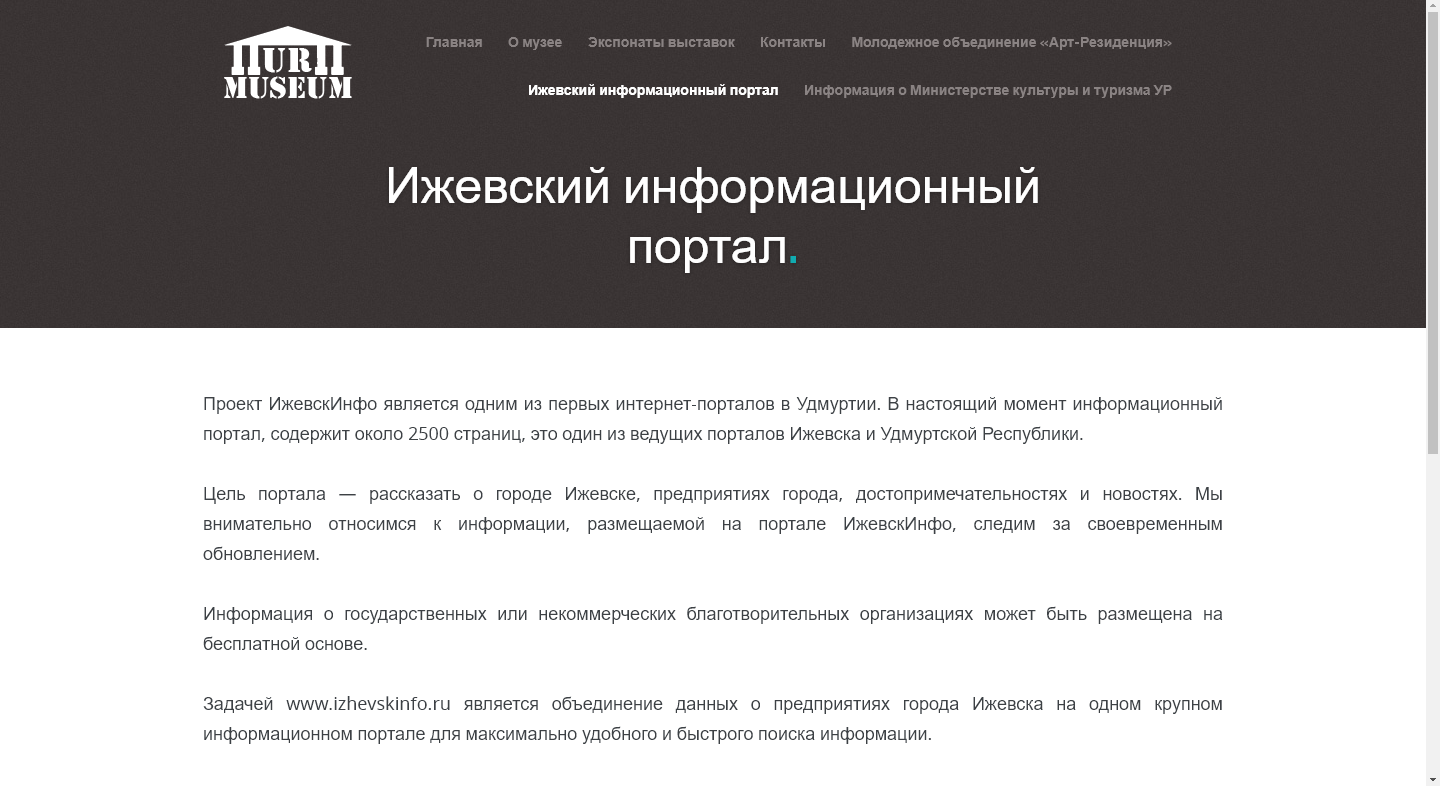 UR
MUSEUM
Главная О музее Экспонаты выставок Контакты Молодежное объединение «Арт-Резиденция»
Ижевский информационный портал Информация о Министерстве культуры и туризма УР
Ижевский информационный
портал.
Проект ИжевскИнфо является одним из первых интернет-порталов в Удмуртии. В настоящий момент информационный
портал, содержит около 2500 страниц, это один из ведущих порталов Ижевска и Удмуртской Республики.
Цель портала — рассказать о городе Ижевске, предприятиях города, достопримечательностях и новостях. Мы
внимательно относимся к информации, размещаемой на портале ИжевскИнфо, следим за своевременным
обновлением.
Информация о государственных или некоммерческих благотворительных организациях может быть размещена на
бесплатной основе.
Задачей www.izhevskinfo.ru является объединение данных о предприятиях города Ижевска на одном крупном
информационном портале для максимально удобного и быстрого поиска информации.